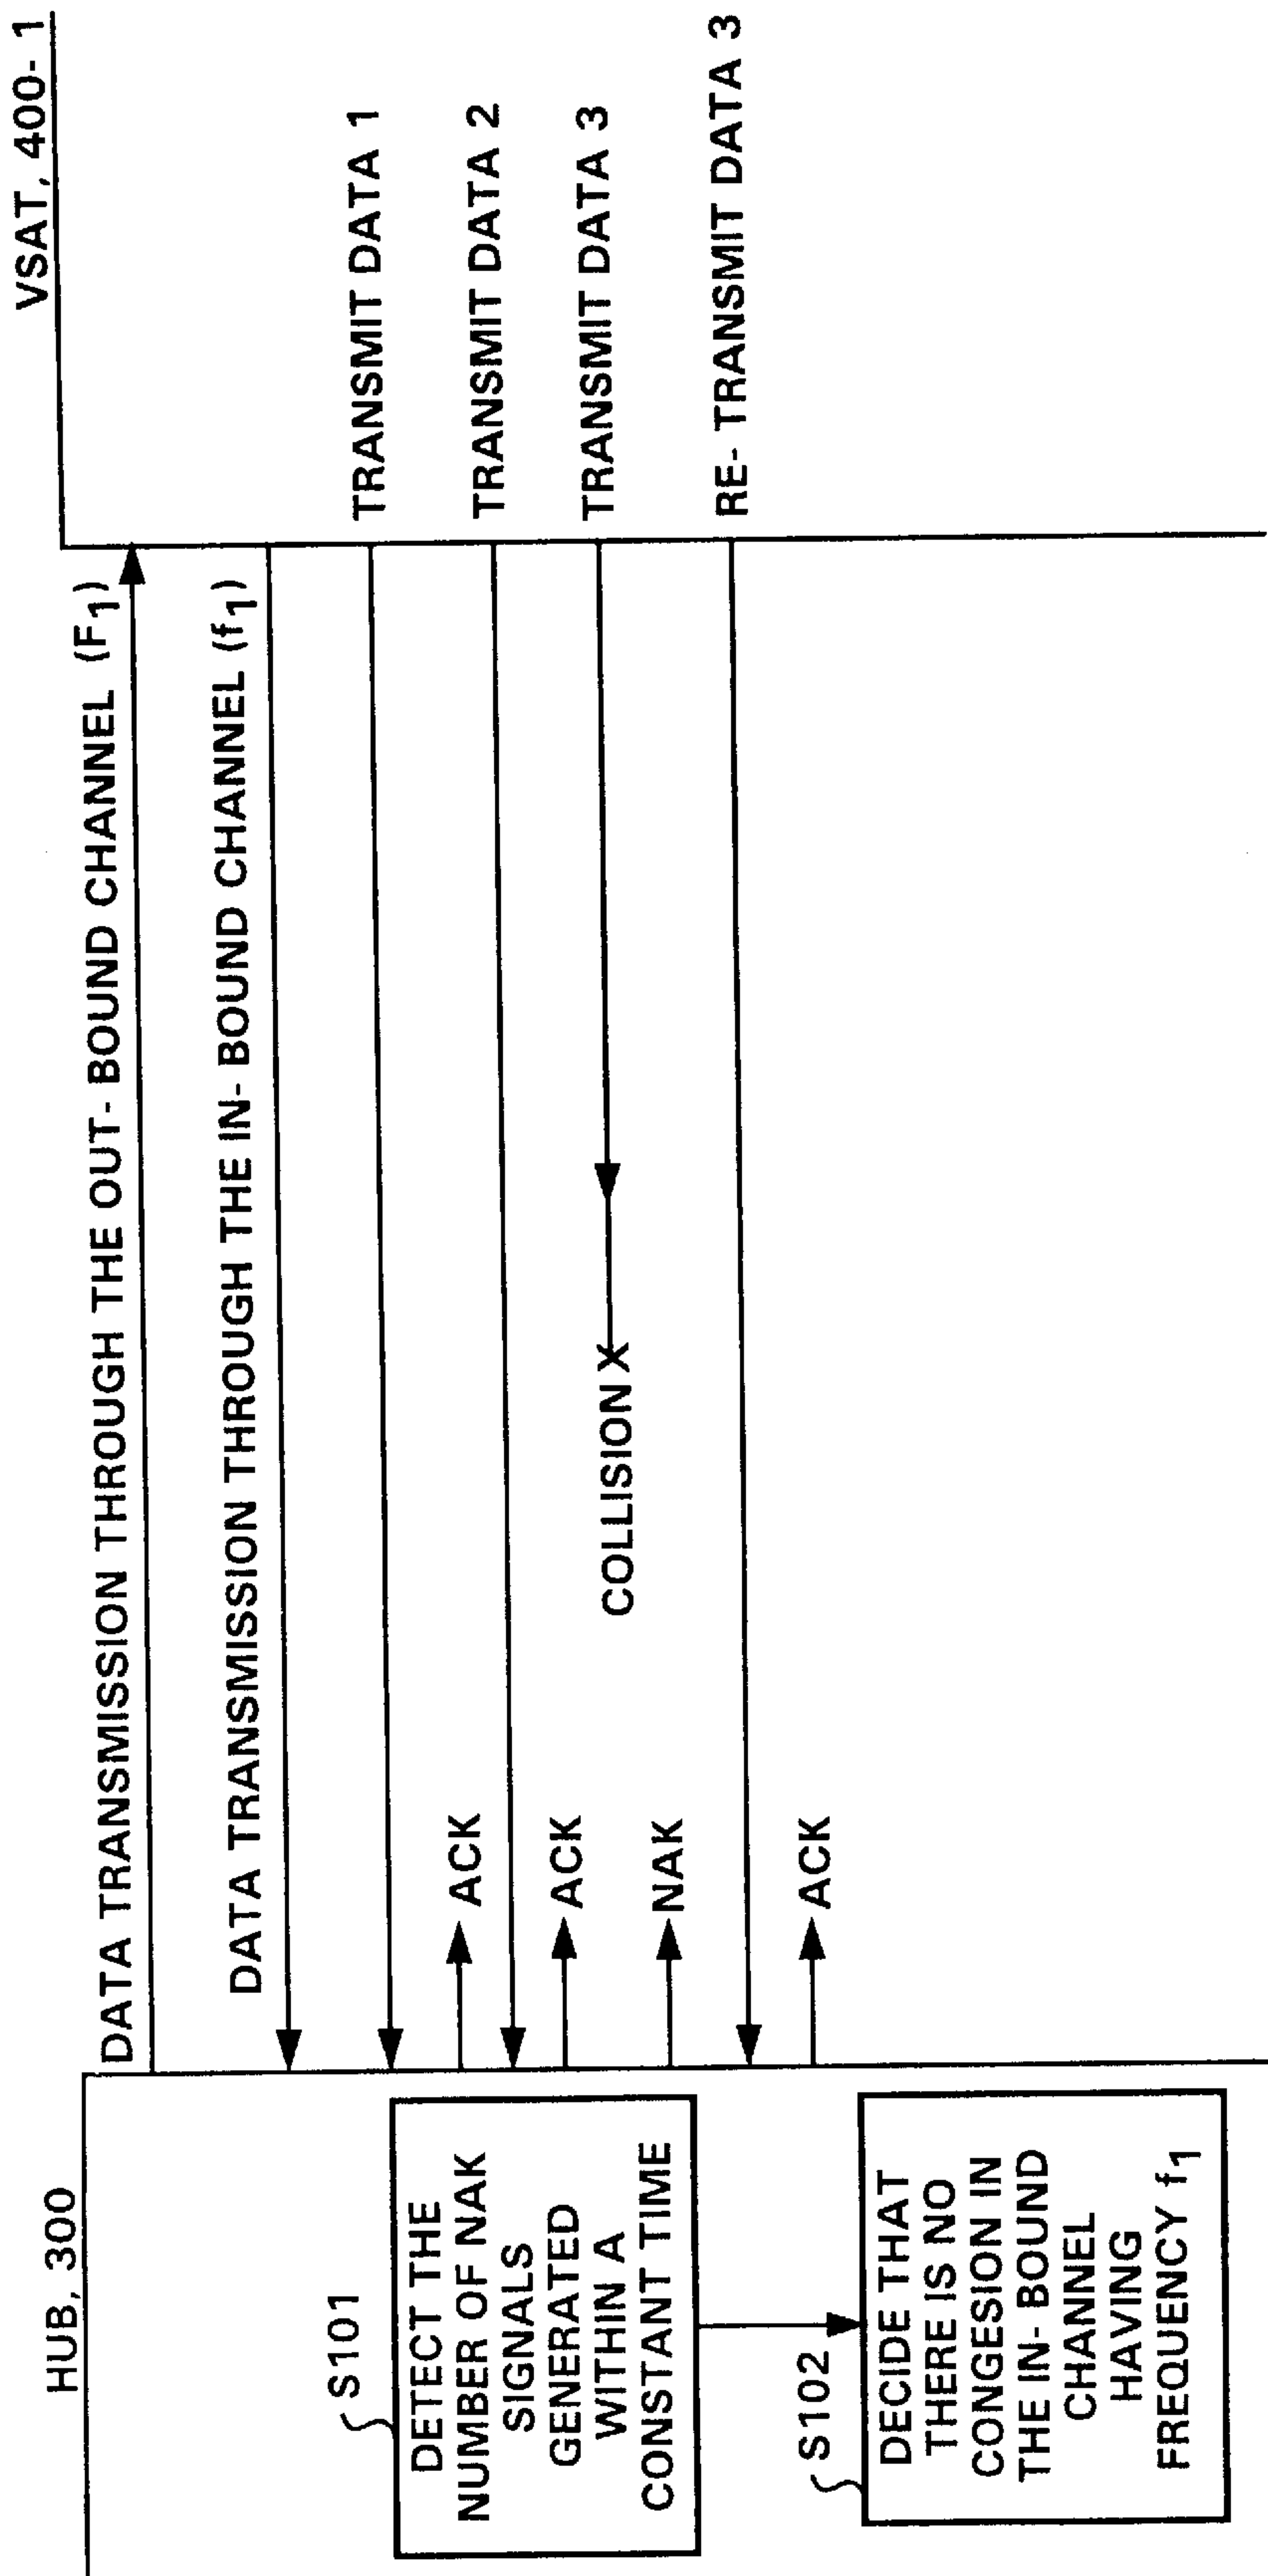 HUB, 300
VSAT, 400- 1
DATA TRANSMISSION THROUGH THE OUT- BOUND CHANNEL (F1)
DATA TRANSMISSION THROUGH THE IN- BOUND CHANNEL (f1)
TRANSMIT DATA 1
S101
DETECT THE
NUMBER OF NAK
SIGNALS
GENERATED
WITHIN A
CONSTANT TIME
ACK
TRANSMIT DATA 2
ACK
TRANSMIT DATA 3
COLLISION X
NAK
RE- TRANSMIT DATA 3
ACK
S102
DECIDE THAT
THERE IS NO
CONGESION IN
THE IN- BOUND
CHANNEL
HAVING
FREQUENCY f1